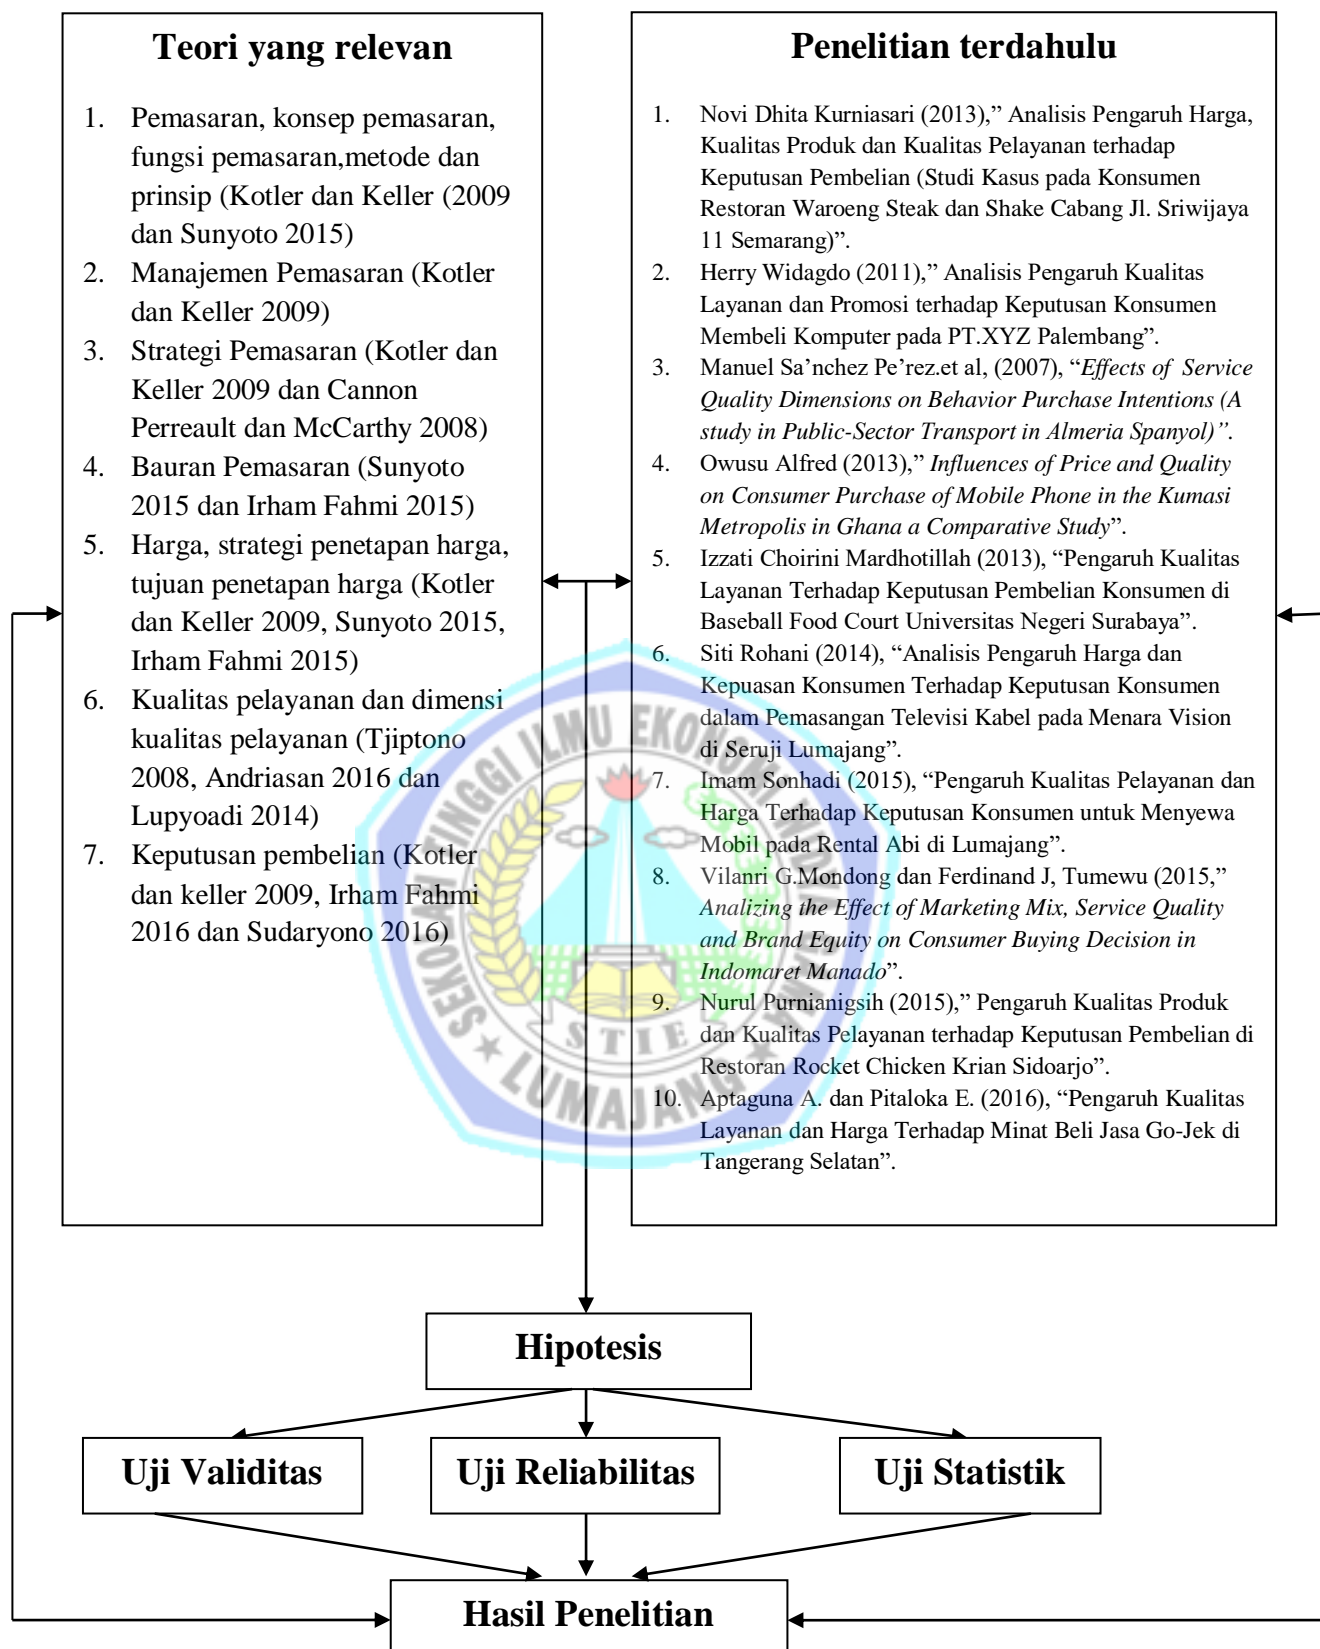 Teori yang relevan
1. Pemasaran, konsep pemasaran,
fungsi pemasaran,metode dan
prinsip (Kotler dan Keller (2009
dan Sunyoto 2015)
2. Manajemen Pemasaran (Kotler
dan Keller 2009)
3. Strategi Pemasaran (Kotler dan
Keller 2009 dan Cannon
Perreault dan McCarthy 2008)
4. Bauran Pemasaran (Sunyoto
2015 dan Irham Fahmi 2015)
5. Harga, strategi penetapan harga,
tujuan penetapan harga (Kotler
dan Keller 2009, Sunyoto 2015,
Irham Fahmi 2015)
6. Kualitas pelayanan dan dimensi
kualitas pelayanan (Tjiptono
2008, Andriasan 2016 dan
Lupyoadi 2014)
7. Keputusan pembelian (Kotler
dan keller 2009, Irham Fahmi
2016 dan Sudaryono 2016)
Penelitian terdahulu
1. Novi Dhita Kurniasari (2013),” Analisis Pengaruh Harga,
Kualitas Produk dan Kualitas Pelayanan terhadap
Keputusan Pembelian (Studi Kasus pada Konsumen
Restoran Waroeng Steak dan Shake Cabang Jl. Sriwijaya
11 Semarang)”.
2. Herry Widagdo (2011),” Analisis Pengaruh Kualitas
Layanan dan Promosi terhadap Keputusan Konsumen
Membeli Komputer pada PT.XYZ Palembang”.
3. Manuel Sa’nchez Pe’rez.et al, (2007), “Effects of Service
Quality Dimensions on Behavior Purchase Intentions (A
study in Public-Sector Transport in Almeria Spanyol)”.
4. Owusu Alfred (2013),” Influences of Price and Quality
on Consumer Purchase of Mobile Phone in the Kumasi
Metropolis in Ghana a Comparative Study”.
5. Izzati Choirini Mardhotillah (2013), “Pengaruh Kualitas
Layanan Terhadap Keputusan Pembelian Konsumen di
Baseball Food Court Universitas Negeri Surabaya”.
6. Siti Rohani (2014), “Analisis Pengaruh Harga dan
Kepuasan Konsumen Terhadap Keputusan Konsumen
dalam Pemasangan Televisi Kabel pada Menara Vision
di Seruji Lumajang”.
7. Imam Sonhadi (2015), “Pengaruh Kualitas Pelayanan dan
Harga Terhadap Keputusan Konsumen untuk Menyewa
Mobil pada Rental Abi di Lumajang”.
8. Vilanri G.Mondong dan Ferdinand J, Tumewu (2015,”
Analizing the Effect of Marketing Mix, Service Quality
and Brand Equity on Consumer Buying Decision in
Indomaret Manado”.
9. Nurul Purnianigsih (2015),” Pengaruh Kualitas Produk
dan Kualitas Pelayanan terhadap Keputusan Pembelian di
Restoran Rocket Chicken Krian Sidoarjo”.
10. Aptaguna A. dan Pitaloka E. (2016), “Pengaruh Kualitas
Layanan dan Harga Terhadap Minat Beli Jasa Go-Jek di
Tangerang Selatan”.
SEKOLAH TINGGI ILMU EKONOMI WIDYA GAMA
STIE
LUMAJANG
Hipotesis
Uji Validitas
Uji Reliabilitas
Uji Statistik
Hasil Penelitian